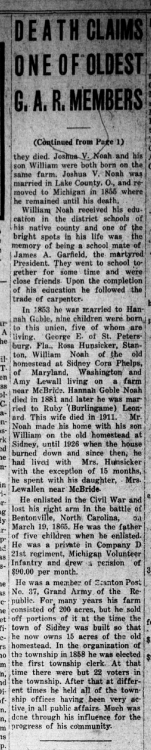 DEATH CLAIMS
ONE OF OLDEST
G. A. R. MEMBERS
(Continued from Page 1)
they died. Joshua V. Noah and his
son William were both born on the
same farm. Joshua V. Noah was
married in Lake County, O., and re-
moved to Michigan in 1855 where
he remained until his death.
William Noah received his edu-
cation in the district schools of
his native county and one of the
bright spots in his life was the
memory of being a school mate of
James A. Garfield, the martyred
President. They went to school to-
gether for some time and were
close friends. Upon the completion
of his education he followed the
trade of carpenter.
In 1853 he was married to Han-
nah Goble, nine children were born
to this union, five of whom are
living. George E. of St. Peters-
burg, Fla., Rosa Hunsicker, Stan-
ton, William Noah of the old
homestead at Sidney Cora Phelps,
of Maryland, Washington and
Amy Lewall living on a farm
near McBride. Hannah Goble Noah
died in 1881 and later he was mar-
ried to Ruby (Burlingame) Leon-
ard. This wife died in 1911. Mr.
Noah made his home with his son
William on the old homestead at
Sidney, until 1926 when the house
burned down and since then, he
had lived with Mrs. Hunsicker
with the exception of 15 months,
he spent with his daughter, Mrs.
Lewallen near McBride.
He enlisted in the Civil War and
lost his right arm in the battle of
Bentonville, North Carolina, on
March 19, 1865. He was the father
of five children when he enlisted.
He was a private in Company D
21st regiment, Michigan Volunteer
Infantry and drew a pension of
$90.00 per month.
He was a member of Stanton Post
No. 37, Grand Army of the Re-
public. For many years his farm
consisted of 200 acres, but he sold
off portions of it at the time the
town of Sidney was built so that
he now owns 15 acres of the old
homestead. In the organization of
the township in 1858 he was elected
the first township clerk. At that
time there were but 22 voters in
the township. After that at differ-
ent times he held all of the town-
ship offices having been very ac-
tive in all public affairs. Much was
done through his influence for the
progress of his community.